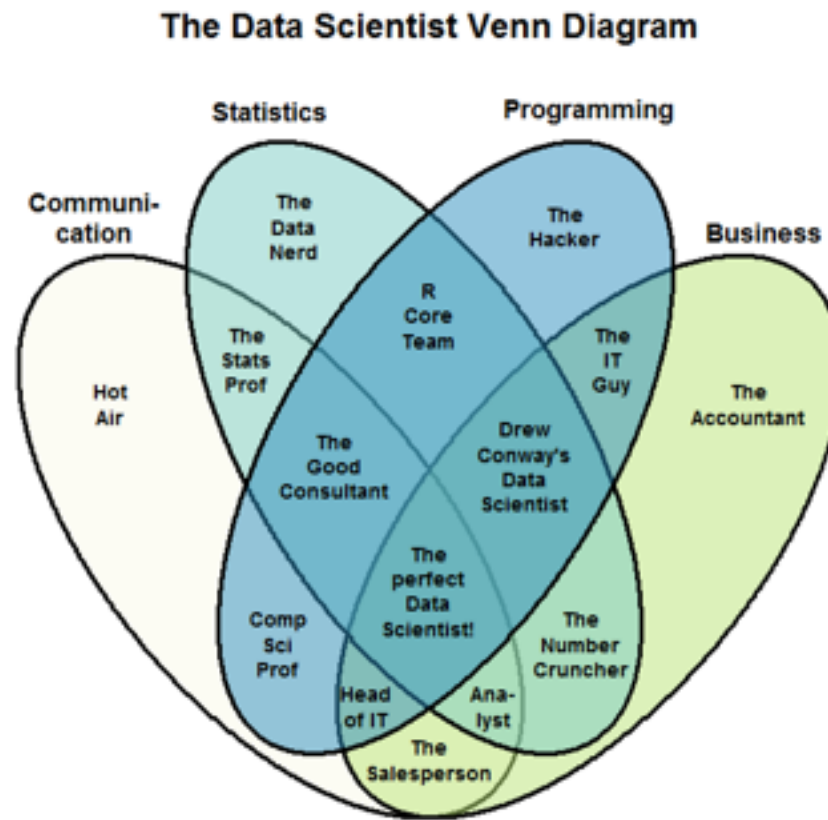 The Data Scientist Venn Diagram
Statistics
Programming
Communi-
cation
Business
The
Data
Nerd
The
Hacker
R
Core
Team
The
Stats
Prof
The
IT
Guy
Hot
Air
The
Accountant
The
Good
Consultant
Drew
Conway's
Data
Scientist
The
perfect
Data
Scientist!
Comp
Sci
Prof
The
Number
Cruncher
Head
of IT
Ana-
lyst
The
Salesperson